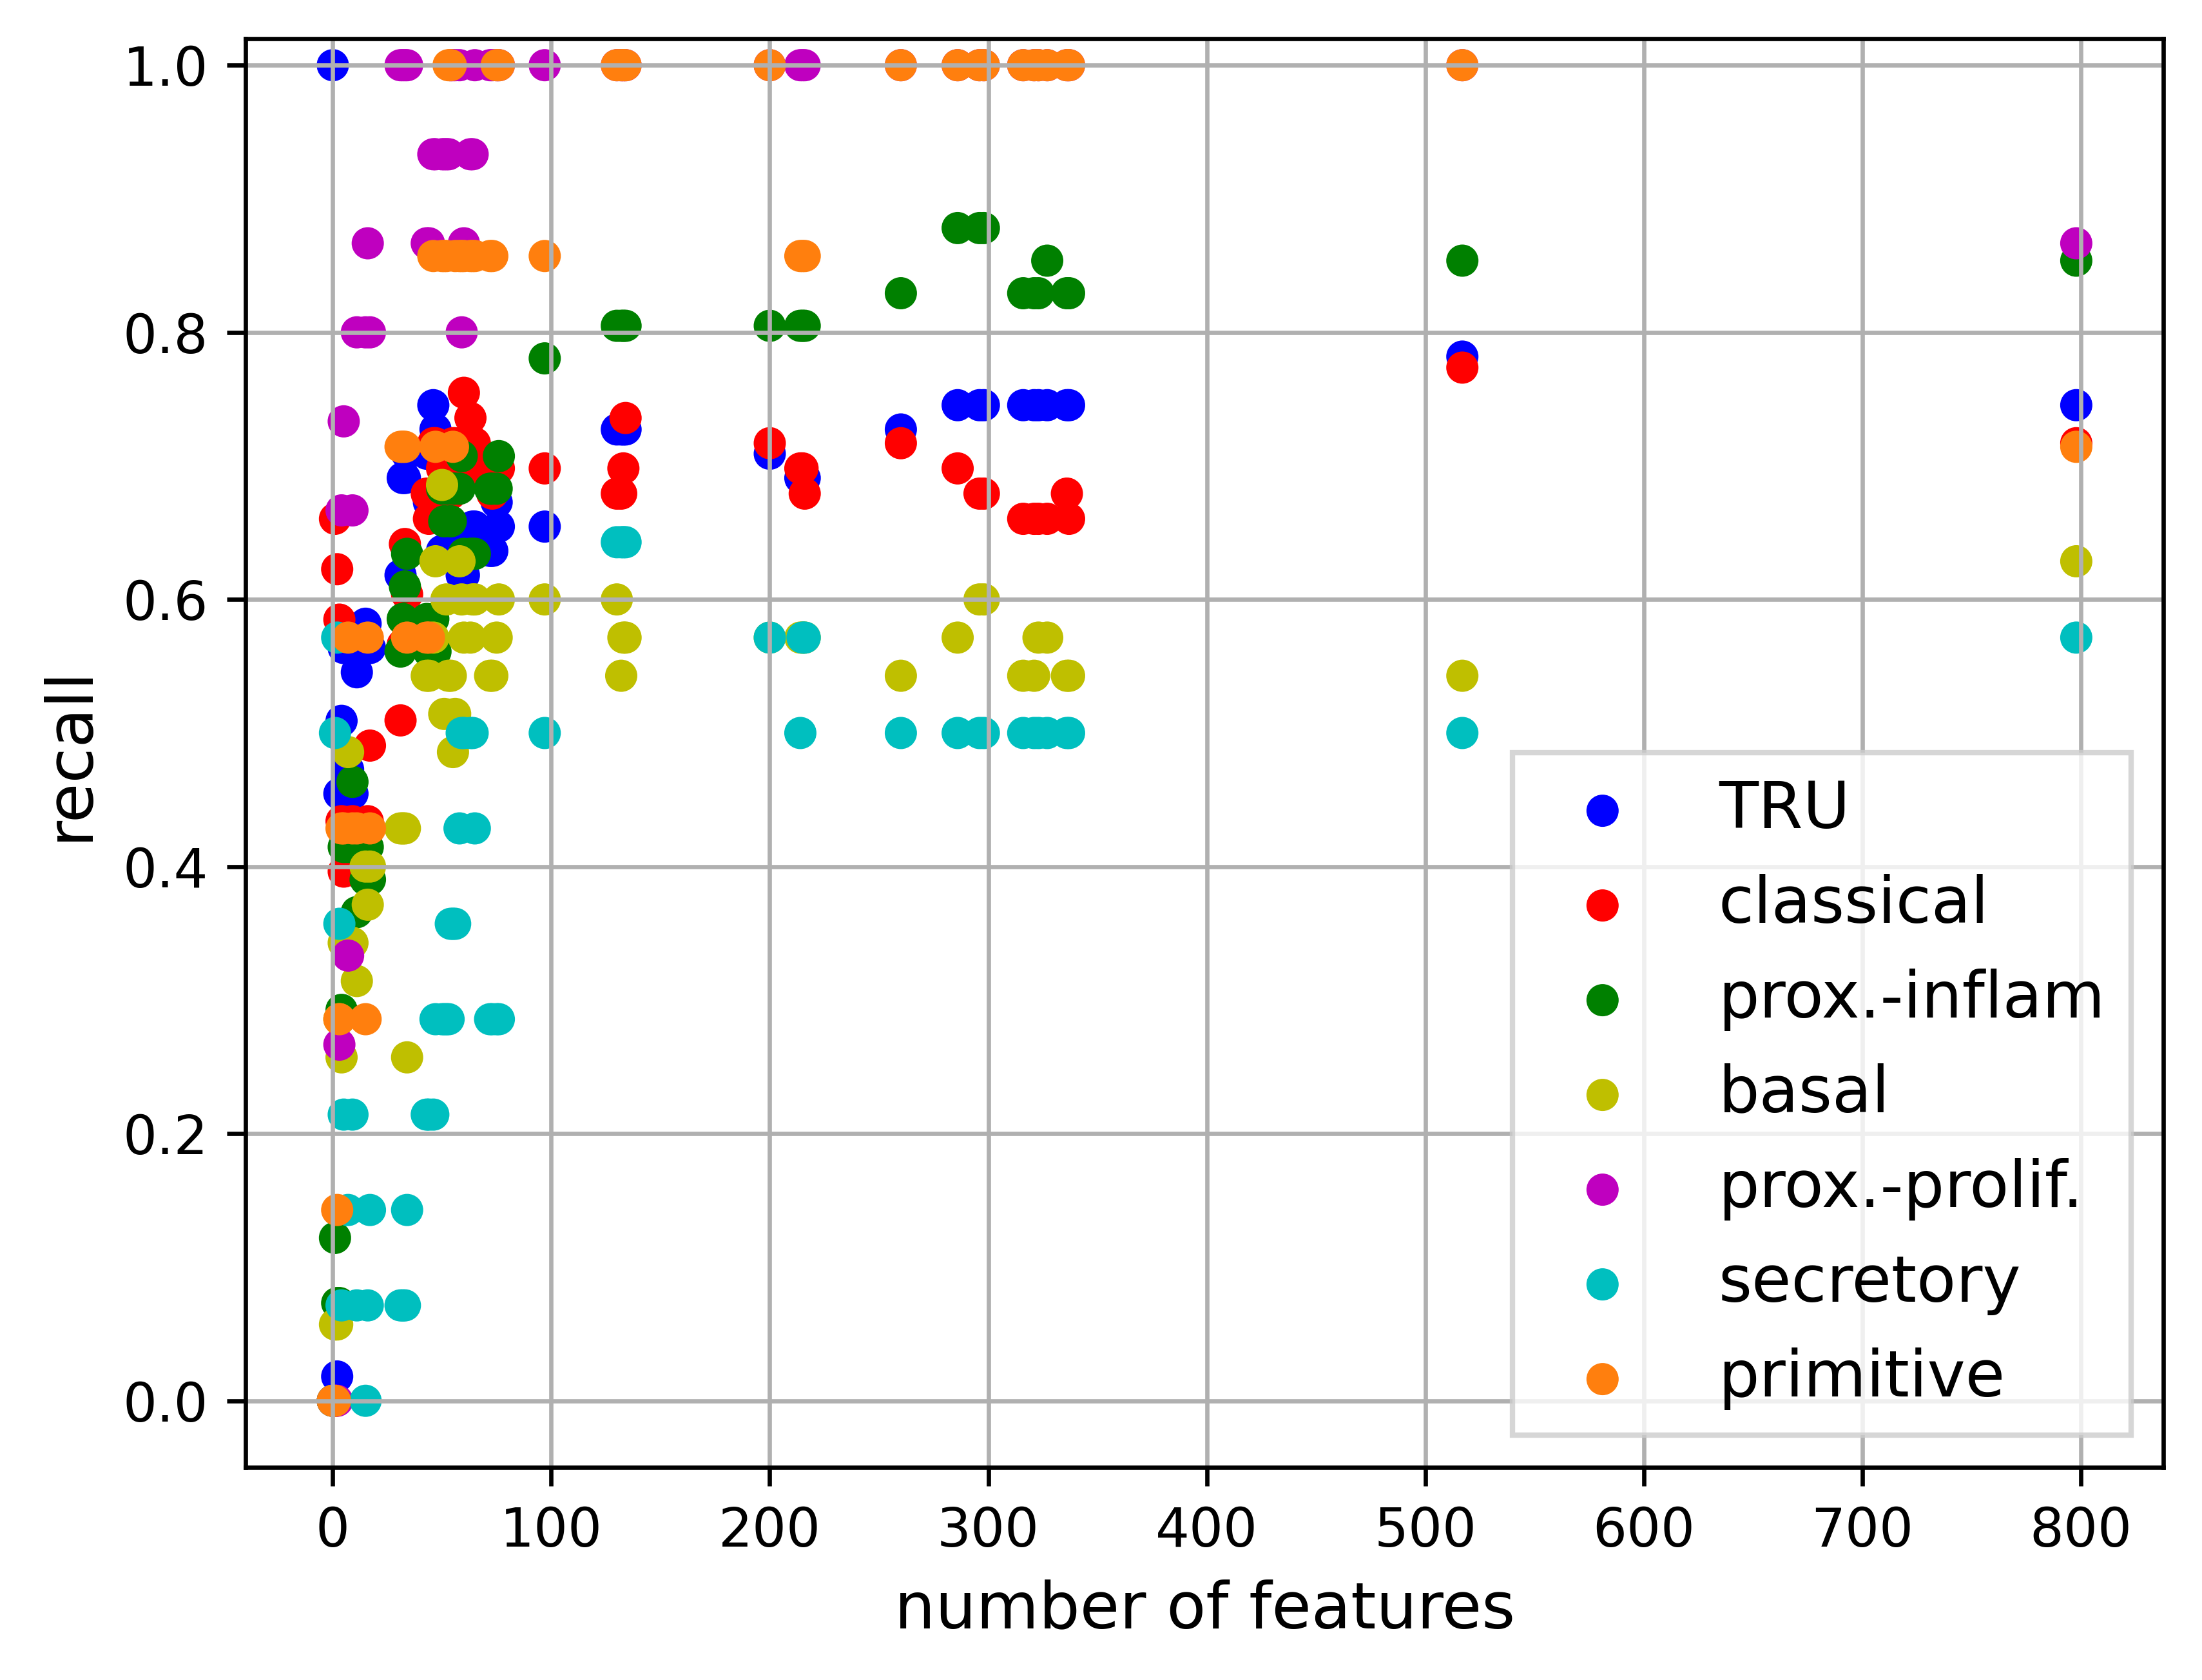 1.0
0.8
0.6
0.4
0.2
0.0
recall
0 100 200 300 400 500 600 700 800
number of features
TRU
classical
prox.-inflam
basal
prox.-prolif.
secretory
primitive